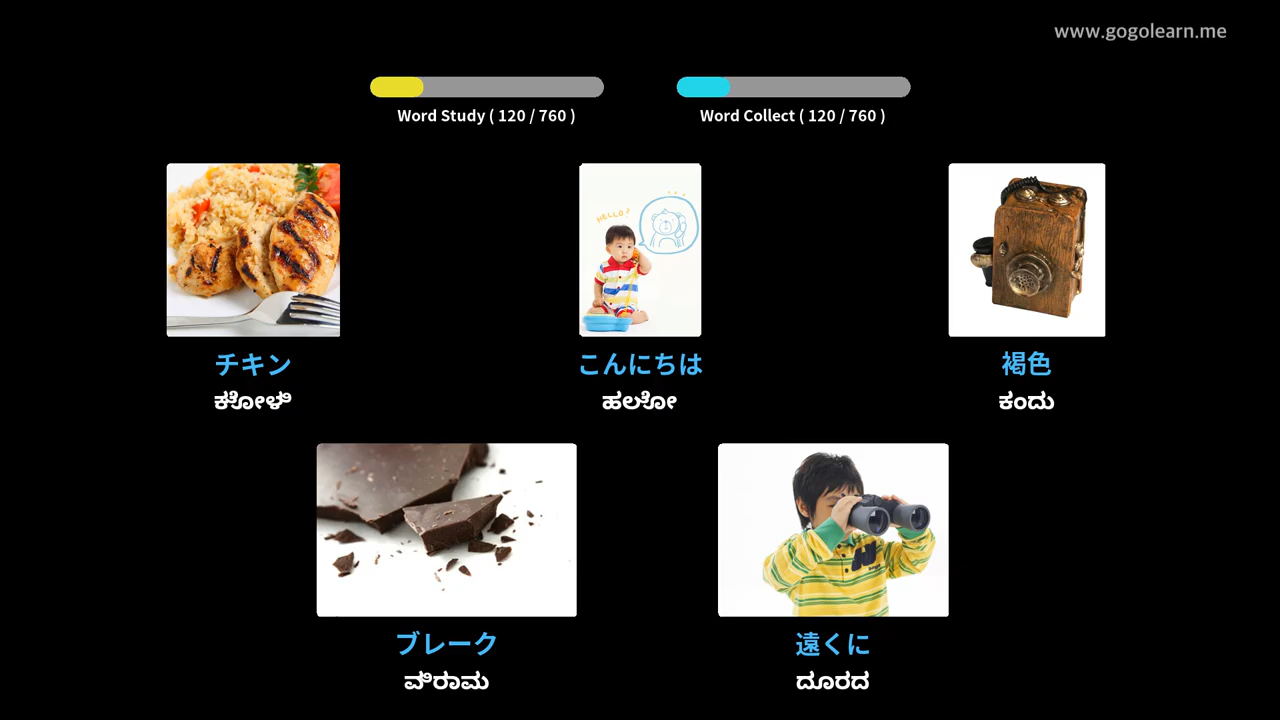 www.gogolearn.me
Word Study ( 120 / 760 )
Word Collect ( 120 / 760 )
HELLO?
チキン
ಕೋಳಿ
こんにちは
ಹಲೋ
褐色
ಕಂದು
ブレーク
ವಿರಾಮ
遠くに
ದೂರದ